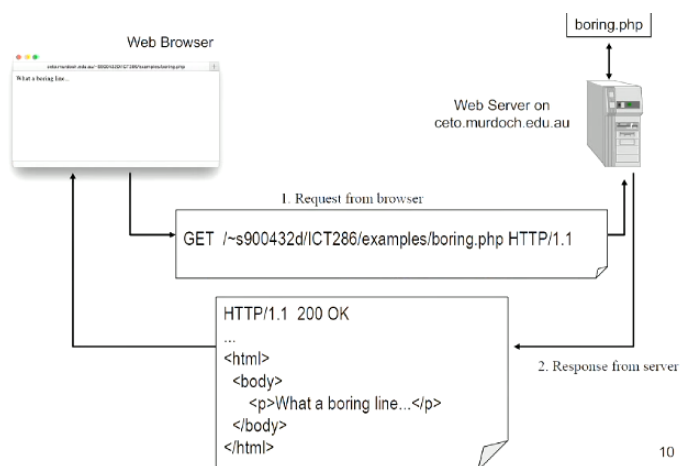 boring.php
Web Browser
What a boring line...
Web Server on
ceto.murdoch.edu.au
1. Request from browser
GET /~s900432d/ICT286/examples/boring.php HTTP/1.1
HTTP/1.1 200 OK
...
<html>
<body>
<p>What a boring line...</p>
</body>
</html>
2. Response from server
10